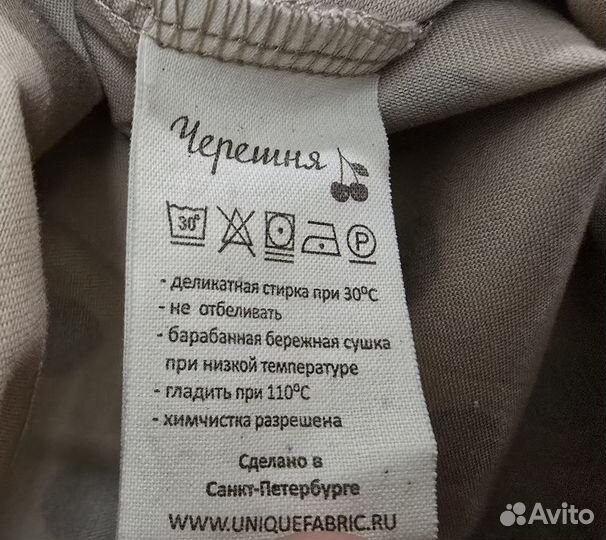 Черешня
30°
P
- деликатная стирка при 30°C
- не отбеливать
- барабанная бережная сушка
при низкой температуре
- гладить при 110°C
- химчистка разрешена
Сделано в
Санкт-Петербурге
WWW.UNIQUEFABRIC.RU
Avito